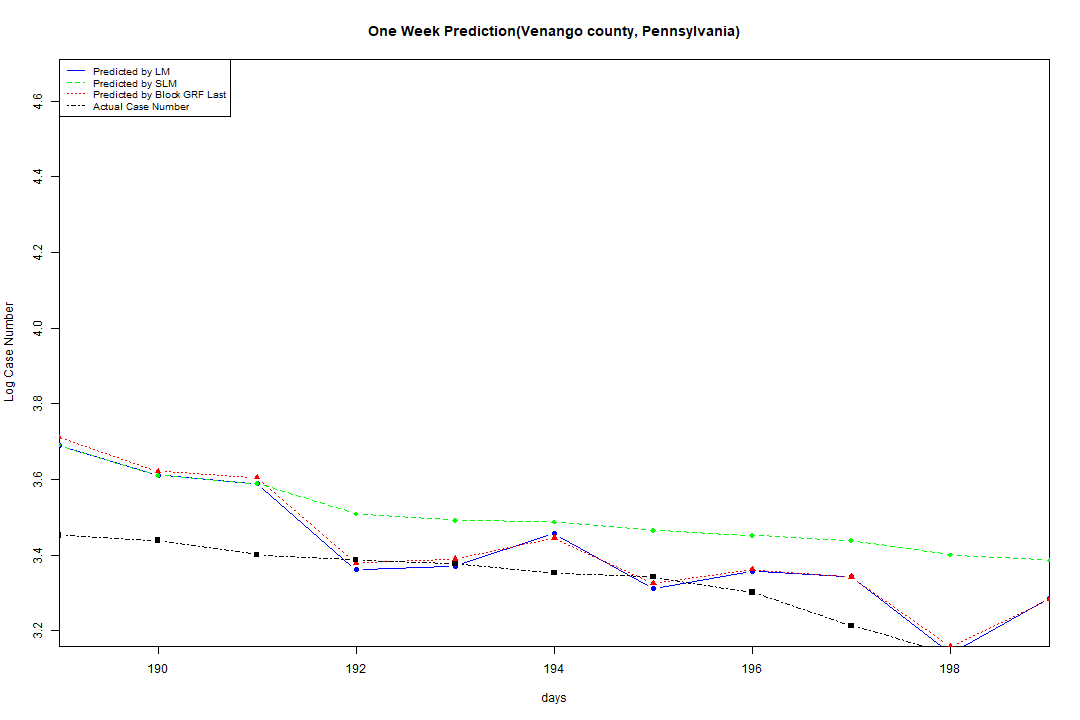 One Week Prediction(Venango county, Pennsylvania)
Predicted by LM
Predicted by SLM
Predicted by Block GRF Last
Actual Case Number
4.6
4.4
4.2
4.0
3.8
3.6
3.4
3.2
Log Case Number
190 192 194 196 198
days